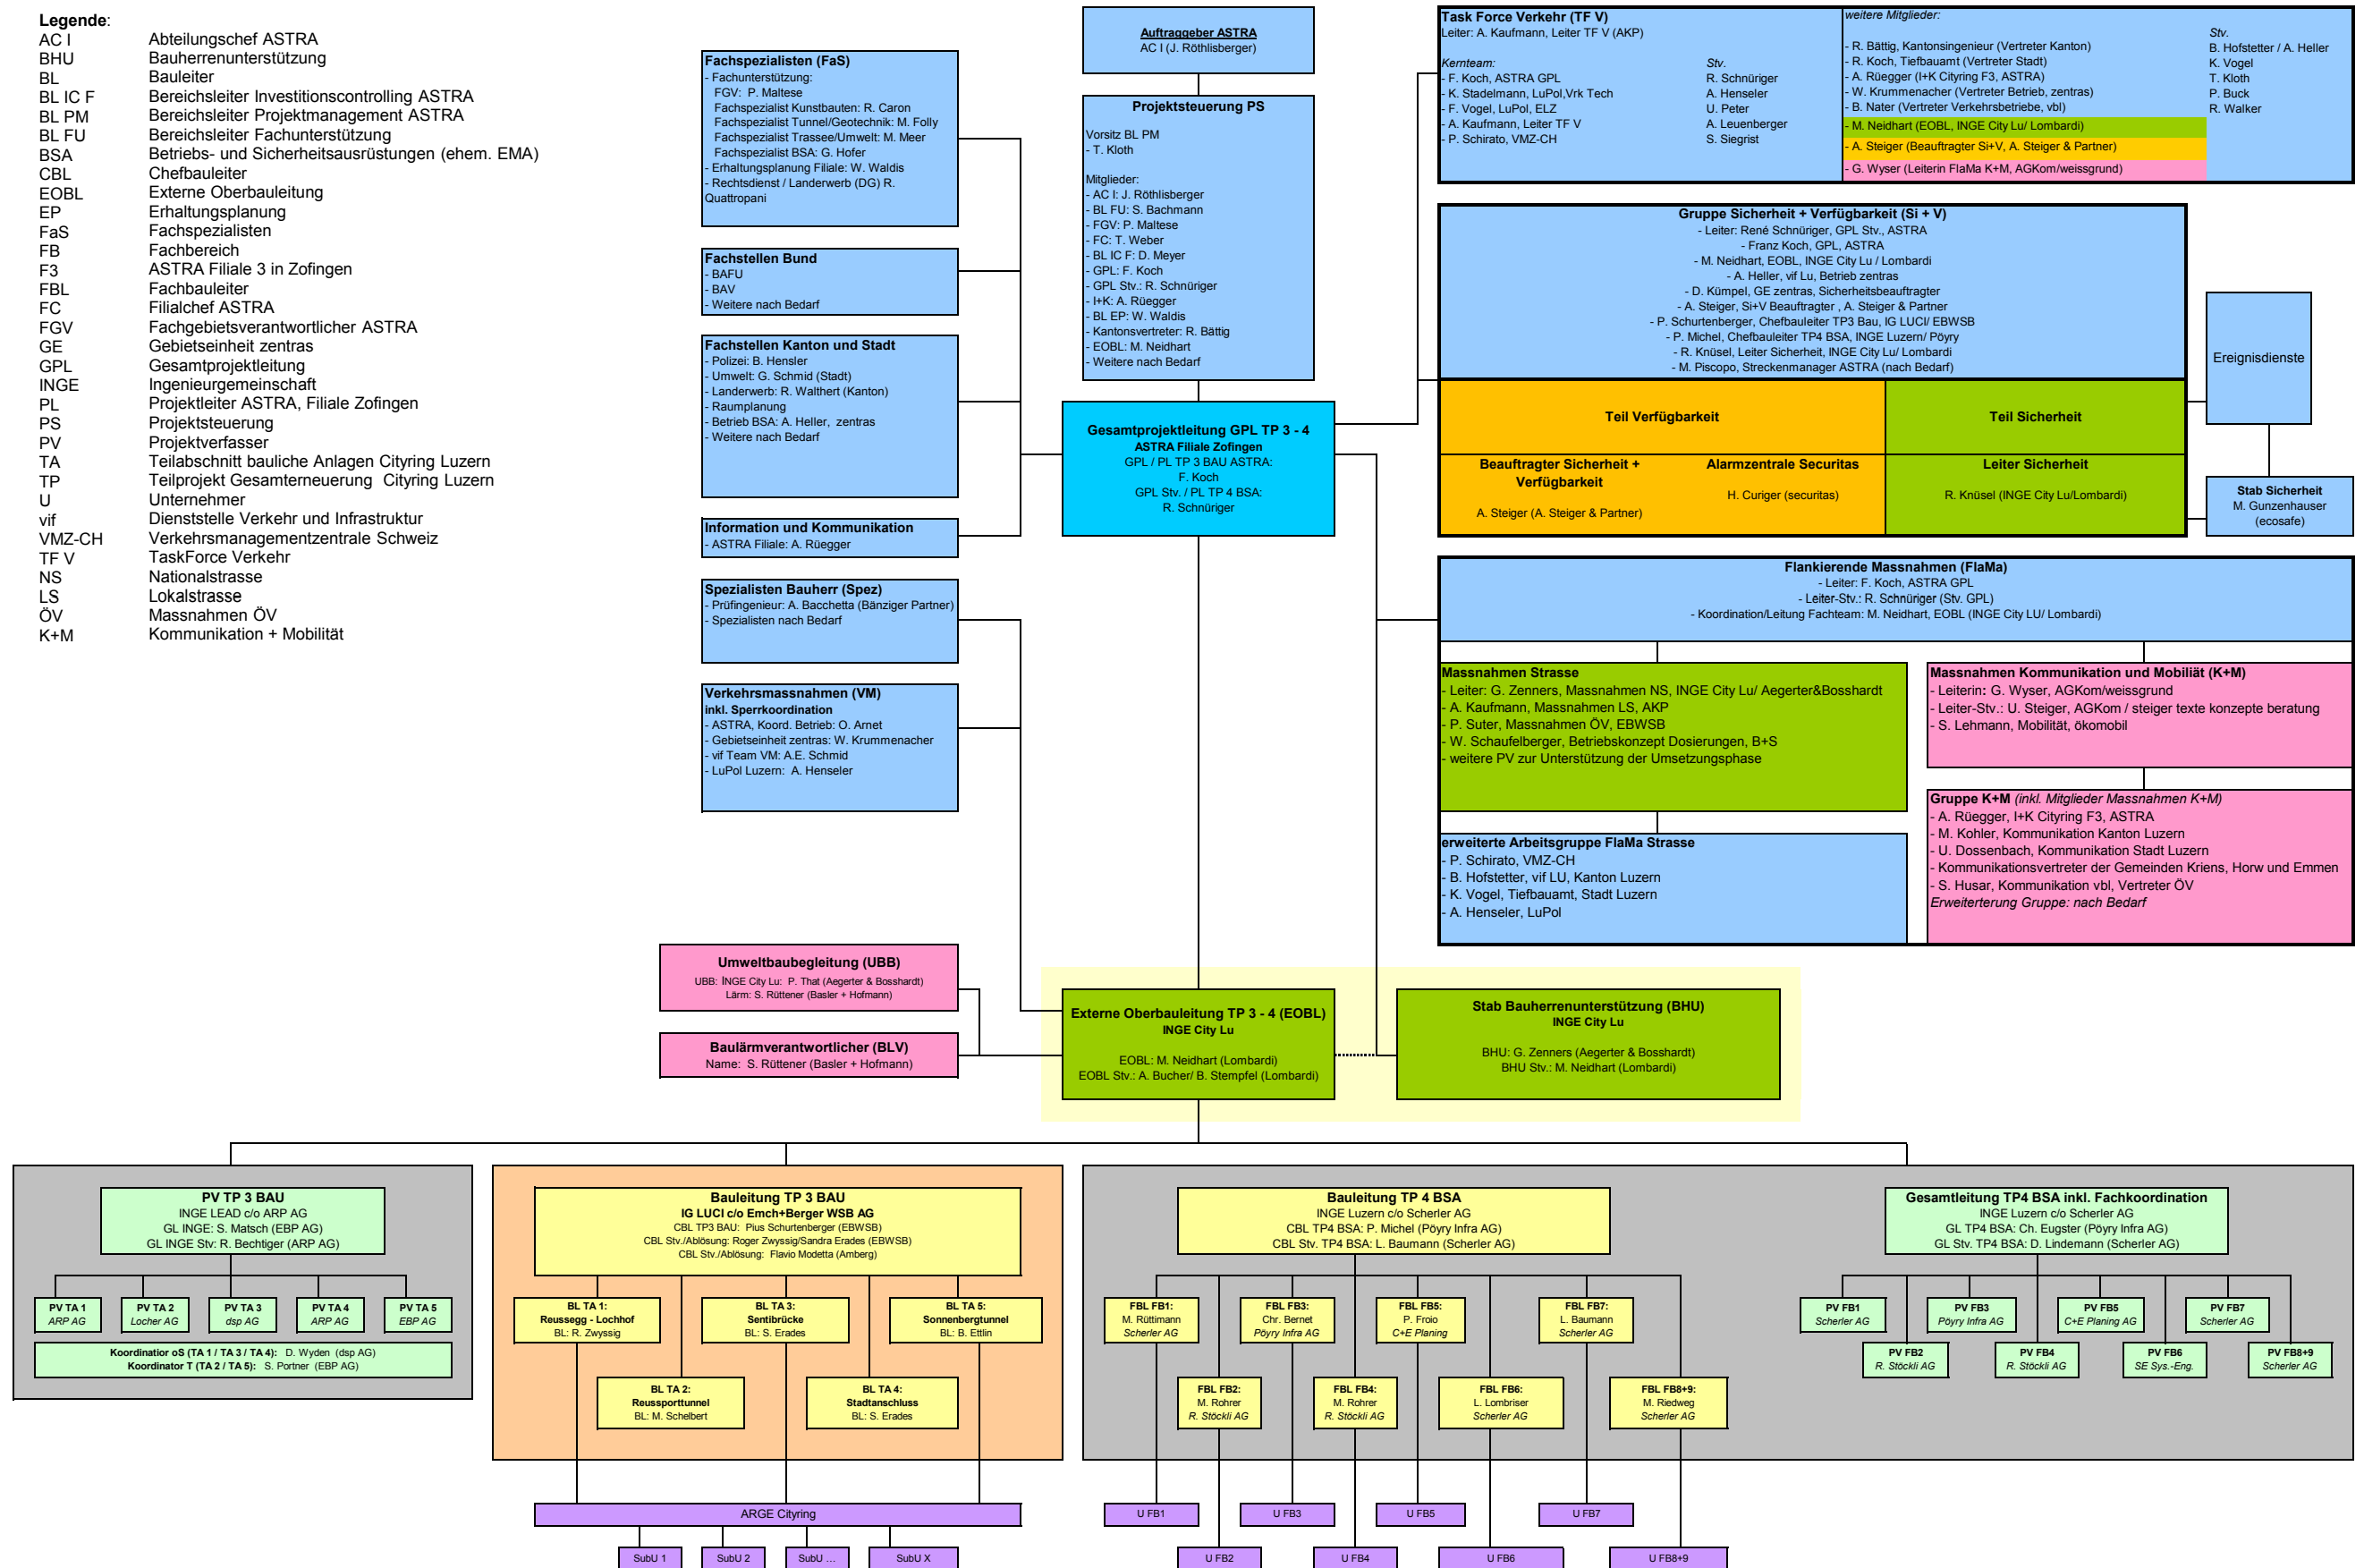 Legende:
AC I Abteilungschef ASTRA
BHU Bauherrenunterstützung
BL Bauleiter
BL IC F Bereichsleiter Investitionscontrolling ASTRA
BL PM Bereichsleiter Projektmanagement ASTRA
BL FU Bereichsleiter Fachunterstützung
BSA Betriebs- und Sicherheitsausrüstungen (ehem. EMA)
CBL Chefbauleiter
EOBL Externe Oberbauleitung
EP Erhaltungsplanung
FaS Fachspezialisten
FB Fachbereich
F3 ASTRA Filiale 3 in Zofingen
FBL Fachbauleiter
FC Filialchef ASTRA
FGV Fachgebietsverantwortlicher ASTRA
GE Gebietseinheit zentras
GPL Gesamtprojektleitung
INGE Ingenieurgemeinschaft
PL Projektleiter ASTRA, Filiale Zofingen
PS Projektsteuerung
PV Projektverfasser
TA Teilabschnitt bauliche Anlagen Cityring Luzern
TP Teilprojekt Gesamterneuerung Cityring Luzern
U Unternehmer
vif Dienststelle Verkehr und Infrastruktur
VMZ-CH Verkehrsmanagementzentrale Schweiz
TF V TaskForce Verkehr
NS Nationalstrasse
LS Lokalstrasse
ÖV Massnahmen ÖV
K+M Kommunikation + Mobilität
Fachspezialisten (FaS)
- Fachunterstützung:
FGV: P. Maltese
Fachspezialist Kunstbauten: R. Caron
Fachspezialist Tunnel/Geotechnik: M. Folly
Fachspezialist Trassee/Umwelt: M. Meer
Fachspezialist BSA: G. Hofer
- Erhaltungsplanung Filiale: W. Waldis
- Rechtsdienst / Landerwerb (DG) R.
Quattropani
Fachstellen Bund
- BAFU
- BAV
- Weitere nach Bedarf
Fachstellen Kanton und Stadt
- Polizei: B. Hensler
- Umwelt: G. Schmid (Stadt)
- Landerwerb: R. Walthert (Kanton)
- Raumplanung
- Betrieb BSA: A. Heller, zentras
- Weitere nach Bedarf
Information und Kommunikation
- ASTRA Filiale: A. Rüegger
Spezialisten Bauherr (Spez)
- Prüfingenieur: A. Bacchetta (Bänziger Partner)
- Spezialisten nach Bedarf
Verkehrsmassnahmen (VM)
inkl. Sperrkoordination
- ASTRA, Koord. Betrieb: O. Arnet
- Gebietseinheit zentras: W. Krummenacher
- vif Team VM: A.E. Schmid
- LuPol Luzern: A. Henseler
Auftraggeber ASTRA
AC I (J. Röthlisberger)
Projektsteuerung PS
Vorsitz BL PM
- T. Kloth
Mitglieder:
- AC I: J. Röthlisberger
- BL FU: S. Bachmann
- FGV: P. Maltese
- FC: T. Weber
- BL IC F: D. Meyer
- GPL: F. Koch
- GPL Stv.: R. Schnüriger
- I+K: A. Rüegger
- BL EP: W. Waldis
- Kantonsvertreter: R. Bättig
- EOBL: M. Neidhart
- Weitere nach Bedarf
Gesamtprojektleitung GPL TP 3 - 4
ASTRA Filiale Zofingen
GPL / PL TP 3 BAU ASTRA:
F. Koch
GPL Stv. / PL TP 4 BSA:
R. Schnüriger
Task Force Verkehr (TF V)
Leiter: A. Kaufmann, Leiter TF V (AKP)
Kernteam: Stv.
- F. Koch, ASTRA GPL R. Schnüriger
- K. Stadelmann, LuPol,Vrk Tech A. Henseler
- F. Vogel, LuPol, ELZ U. Peter
- A. Kaufmann, Leiter TF V A. Leuenberger
- P. Schirato, VMZ-CH S. Siegrist
weitere Mitglieder:
Stv.
- R. Bättig, Kantonsingenieur (Vertreter Kanton) B. Hofstetter / A. Heller
- R. Koch, Tiefbauamt (Vertreter Stadt) K. Vogel
- A. Rüegger (I+K Cityring F3, ASTRA) T. Kloth
- W. Krummenacher (Vertreter Betrieb, zentras) P. Buck
- B. Nater (Vertreter Verkehrsbetriebe, vbl) R. Walker
- M. Neidhart (EOBL, INGE City Lu/ Lombardi)
- A. Steiger (Beauftragter Si+V, A. Steiger & Partner)
- G. Wyser (Leiterin FlaMa K+M, AGKom/weissgrund)
Gruppe Sicherheit + Verfügbarkeit (Si + V)
- Leiter: René Schnüriger, GPL Stv., ASTRA
- Franz Koch, GPL, ASTRA
- M. Neidhart, EOBL, INGE City Lu / Lombardi
- A. Heller, vif Lu, Betrieb zentras
- D. Kümpel, GE zentras, Sicherheitsbeauftragter
- A. Steiger, Si+V Beauftragter , A. Steiger & Partner
- P. Schurtenberger, Chefbauleiter TP3 Bau, IG LUCI/ EBWSB
- P. Michel, Chefbauleiter TP4 BSA, INGE Luzern/ Pöyry
- R. Knüsel, Leiter Sicherheit, INGE City Lu/ Lombardi
- M. Piscopo, Streckenmanager ASTRA (nach Bedarf)
Teil Verfügbarkeit
Teil Sicherheit
Beauftragter Sicherheit +
Verfügbarkeit
A. Steiger (A. Steiger & Partner)
Alarmzentrale Securitas
H. Curiger (securitas)
Leiter Sicherheit
R. Knüsel (INGE City Lu/Lombardi)
Ereignisdienste
Stab Sicherheit
M. Gunzenhauser
(ecosafe)
Flankierende Massnahmen (FlaMa)
- Leiter: F. Koch, ASTRA GPL
- Leiter-Stv.: R. Schnüriger (Stv. GPL)
- Koordination/Leitung Fachteam: M. Neidhart, EOBL (INGE City LU/ Lombardi)
Massnahmen Strasse
- Leiter: G. Zenners, Massnahmen NS, INGE City Lu/ Aegerter&Bosshardt
- A. Kaufmann, Massnahmen LS, AKP
- P. Suter, Massnahmen ÖV, EBWSB
- W. Schaufelberger, Betriebskonzept Dosierungen, B+S
- weitere PV zur Unterstützung der Umsetzungsphase
Massnahmen Kommunikation und Mobiliät (K+M)
- Leiterin: G. Wyser, AGKom/weissgrund
- Leiter-Stv.: U. Steiger, AGKom / steiger texte konzepte beratung
- S. Lehmann, Mobilität, ökomobil
erweiterte Arbeitsgruppe FlaMa Strasse
- P. Schirato, VMZ-CH
- B. Hofstetter, vif LU, Kanton Luzern
- K. Vogel, Tiefbauamt, Stadt Luzern
- A. Henseler, LuPol
Gruppe K+M (inkl. Mitglieder Massnahmen K+M)
- A. Rüegger, I+K Cityring F3, ASTRA
- M. Kohler, Kommunikation Kanton Luzern
- U. Dossenbach, Kommunikation Stadt Luzern
- Kommunikationsvertreter der Gemeinden Kriens, Horw und Emmen
- S. Husar, Kommunikation vbl, Vertreter ÖV
Erweiterterung Gruppe: nach Bedarf
Umweltbaubegleitung (UBB)
UBB: INGE City Lu: P. That (Aegerter & Bosshardt)
Lärm: S. Rüttener (Basler + Hofmann)
Baulärmverantwortlicher (BLV)
Name: S. Rüttener (Basler + Hofmann)
Externe Oberbauleitung TP 3 - 4 (EOBL)
INGE City Lu
EOBL: M. Neidhart (Lombardi)
EOBL Stv.: A. Bucher/ B. Stempfel (Lombardi)
Stab Bauherrenunterstützung (BHU)
INGE City Lu
BHU: G. Zenners (Aegerter & Bosshardt)
BHU Stv.: M. Neidhart (Lombardi)
PV TP 3 BAU
INGE LEAD c/o ARP AG
GL INGE: S. Matsch (EBP AG)
GL INGE Stv: R. Bechtiger (ARP AG)
PV TA 1
ARP AG
PV TA 2
Locher AG
PV TA 3
dsp AG
PV TA 4
ARP AG
PV TA 5
EBP AG
Koordinatior oS (TA 1 / TA 3 / TA 4): D. Wyden (dsp AG)
Koordinator T (TA 2 / TA 5): S. Portner (EBP AG)
Bauleitung TP 3 BAU
IG LUCI c/o Emch+Berger WSB AG
CBL TP3 BAU: Pius Schurtenberger (EBWSB)
CBL Stv./Ablösung: Roger Zwyssig/Sandra Erades (EBWSB)
CBL Stv./Ablösung: Flavio Modetta (Amberg)
BL TA 1:
Reussegg - Lochhof
BL: R. Zwyssig
BL TA 3:
Sentibrücke
BL: S. Erades
BL TA 5:
Sonnenbergtunnel
BL: B. Ettlin
BL TA 2:
Reussporttunnel
BL: M. Schelbert
BL TA 4:
Stadtanschluss
BL: S. Erades
Bauleitung TP 4 BSA
INGE Luzern c/o Scherler AG
CBL TP4 BSA: P. Michel (Pöyry Infra AG)
CBL Stv. TP4 BSA: L. Baumann (Scherler AG)
FBL FB1:
M. Rüttimann
Scherler AG
FBL FB3:
Chr. Bernet
Pöyry Infra AG
FBL FB5:
P. Froio
C+E Planing
FBL FB7:
L. Baumann
Scherler AG
FBL FB2:
M. Rohrer
R. Stöckli AG
FBL FB4:
M. Rohrer
R. Stöckli AG
FBL FB6:
L. Lombriser
Scherler AG
FBL FB8+9:
M. Riedweg
Scherler AG
Gesamtleitung TP4 BSA inkl. Fachkoordination
INGE Luzern c/o Scherler AG
GL TP4 BSA: Ch. Eugster (Pöyry Infra AG)
GL Stv. TP4 BSA: D. Lindemann (Scherler AG)
PV FB1
Scherler AG
PV FB3
Pöyry Infra AG
PV FB5
C+E Planing AG
PV FB7
Scherler AG
PV FB2
R. Stöckli AG
PV FB4
R. Stöckli AG
PV FB6
SE Sys.-Eng.
PV FB8+9
Scherler AG
ARGE Cityring
SubU 1
SubU 2
SubU ...
SubU X
U FB1
U FB3
U FB5
U FB7
U FB2
U FB4
U FB6
U FB8+9